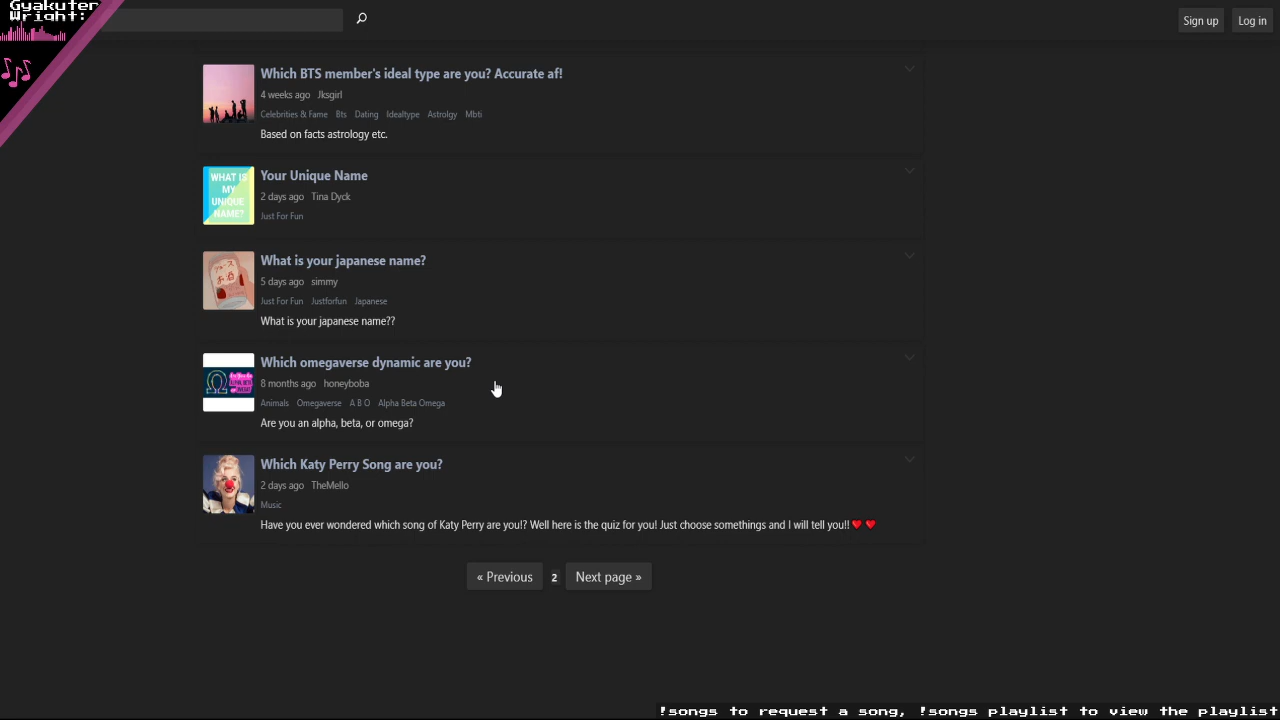 Gyakuter
Wright:
Sign up
Log in
Which BTS member's ideal type are you? Accurate af!
4 weeks ago Jksgirl
Celebrities & Fame Bts Dating Idealtype Astrolgy Mbti
Based on facts astrology etc.
WHAT IS
MY
UNIQUE
NAME?
Your Unique Name
2 days ago Tina Dyck
Just For Fun
What is your japanese name?
5 days ago simmy
Just For Fun Justforfun Japanese
What is your japanese name??
Which omegaverse dynamic are you?
8 months ago honeyboba
Animals Omegaverse A B O Alpha Beta Omega
Are you an alpha, beta, or omega?
Which Katy Perry Song are you?
2 days ago TheMello
Music
Have you ever wondered which song of Katy Perry are you!? Well here is the quiz for you! Just choose somethings and I will tell you!! ❤ ❤
« Previous 2 Next page »
!songs to request a song, !songs playlist to view the playlist